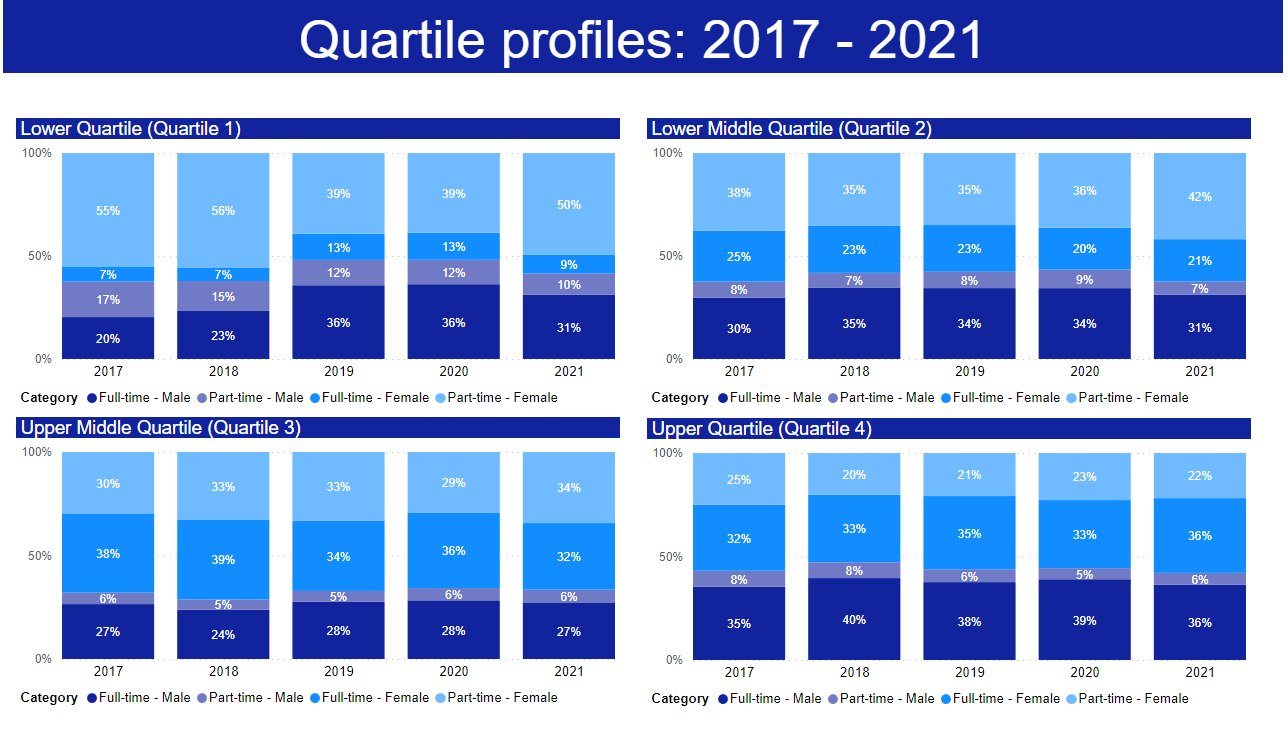 Quartile profiles: 2017 - 2021
Lower Quartile (Quartile 1)
100%
55% 56% 39% 39% 50%
50%
7% 7% 13% 13% 9%
17% 15% 12% 12% 10%
20% 23% 36% 36% 31%
0%
2017 2018 2019 2020 2021
Category Full-time - Male Part-time - Male Full-time - Female Part-time - Female
Lower Middle Quartile (Quartile 2)
100%
38% 35% 35% 36% 42%
50%
25% 23% 23% 20% 21%
8% 7% 8% 9% 7%
30% 35% 34% 34% 31%
0%
2017 2018 2019 2020 2021
Category Full-time - Male Part-time - Male Full-time - Female Part-time - Female
Upper Middle Quartile (Quartile 3)
100%
30% 33% 33% 29% 34%
50%
38% 39% 34% 36% 32%
6% 5% 5% 6% 6%
27% 24% 28% 28% 27%
0%
2017 2018 2019 2020 2021
Category Full-time - Male Part-time - Male Full-time - Female Part-time - Female
Upper Quartile (Quartile 4)
100%
25% 20% 21% 23% 22%
50%
32% 33% 35% 33% 36%
8% 8% 6% 5% 6%
35% 40% 38% 39% 36%
0%
2017 2018 2019 2020 2021
Category Full-time - Male Part-time - Male Full-time - Female Part-time - Female